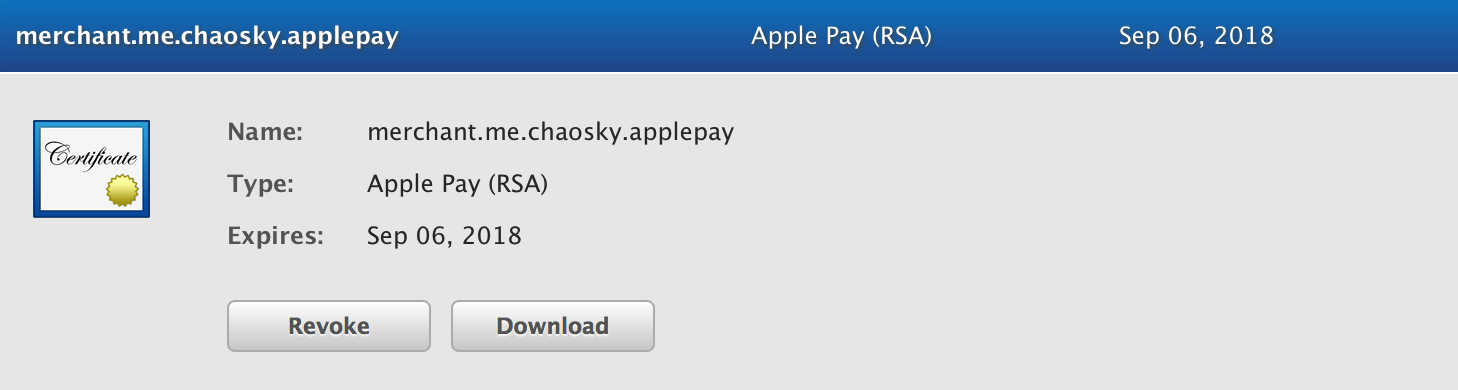 merchant.me.chaosky.applepay Apple Pay (RSA) Sep 06, 2018
Certificate
Name: merchant.me.chaosky.applepay
Type: Apple Pay (RSA)
Expires: Sep 06, 2018
Revoke Download